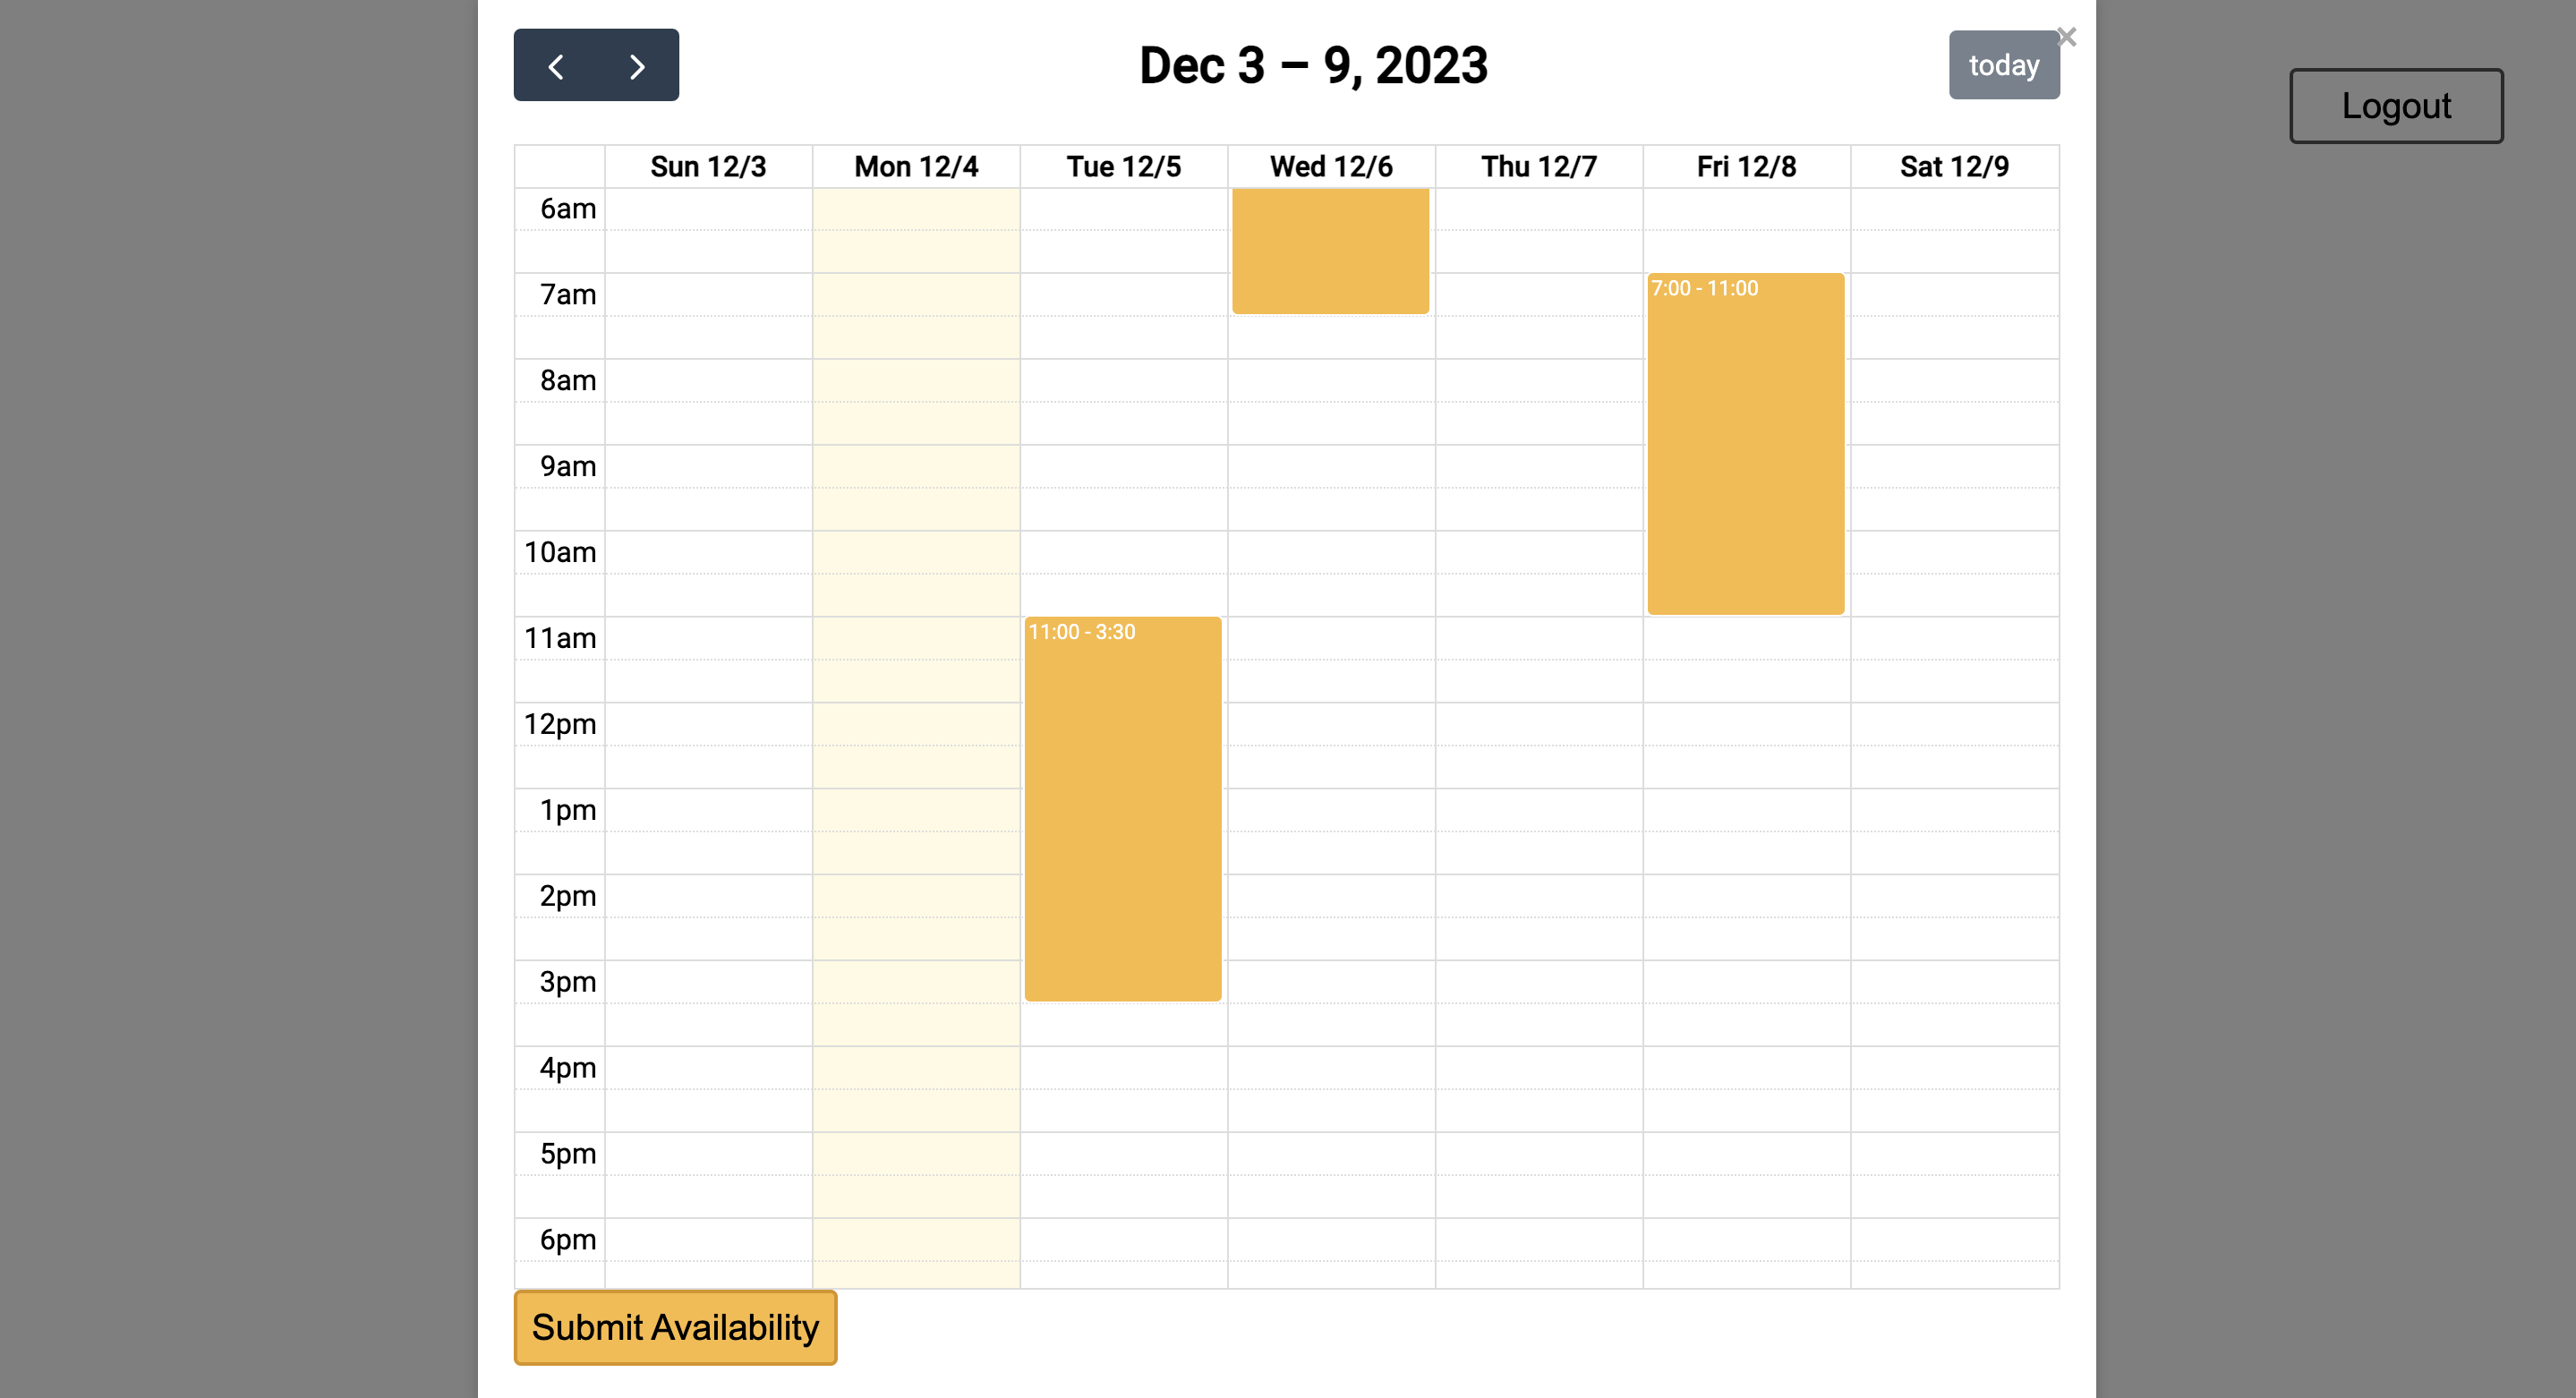 Dec 3 – 9, 2023
today
×
Logout
Sun 12/3 Mon 12/4 Tue 12/5 Wed 12/6 Thu 12/7 Fri 12/8 Sat 12/9
6am
7am
7:00 - 11:00
8am
9am
10am
11am
11:00 - 3:30
12pm
1pm
2pm
3pm
4pm
5pm
6pm
Submit Availability